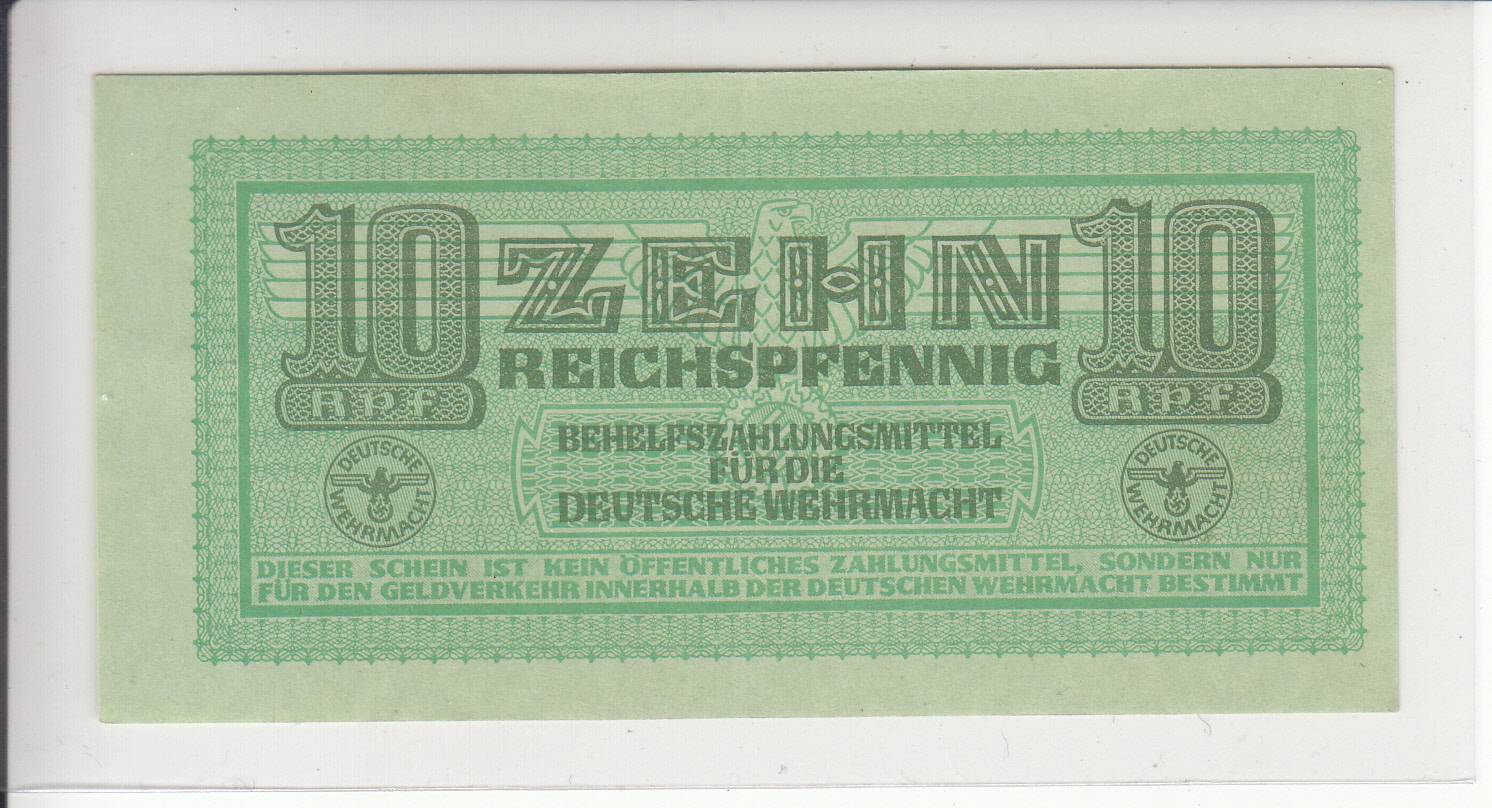 10 ZEHN 10
REICHSPFENNIG
Rpf Rpf
BEHELFSZAHLUNGSMITTEL
FÜR DIE
DEUTSCHE WEHRMACHT
DEUTSCHE WEHRMACHT
DEUTSCHE WEHRMACHT
DIESER SCHEIN IST KEIN ÖFFENTLICHES ZAHLUNGSMITTEL, SONDERN NUR
FÜR DEN GELDVERKEHR INNERHALB DER DEUTSCHEN WEHRMACHT BESTIMMT